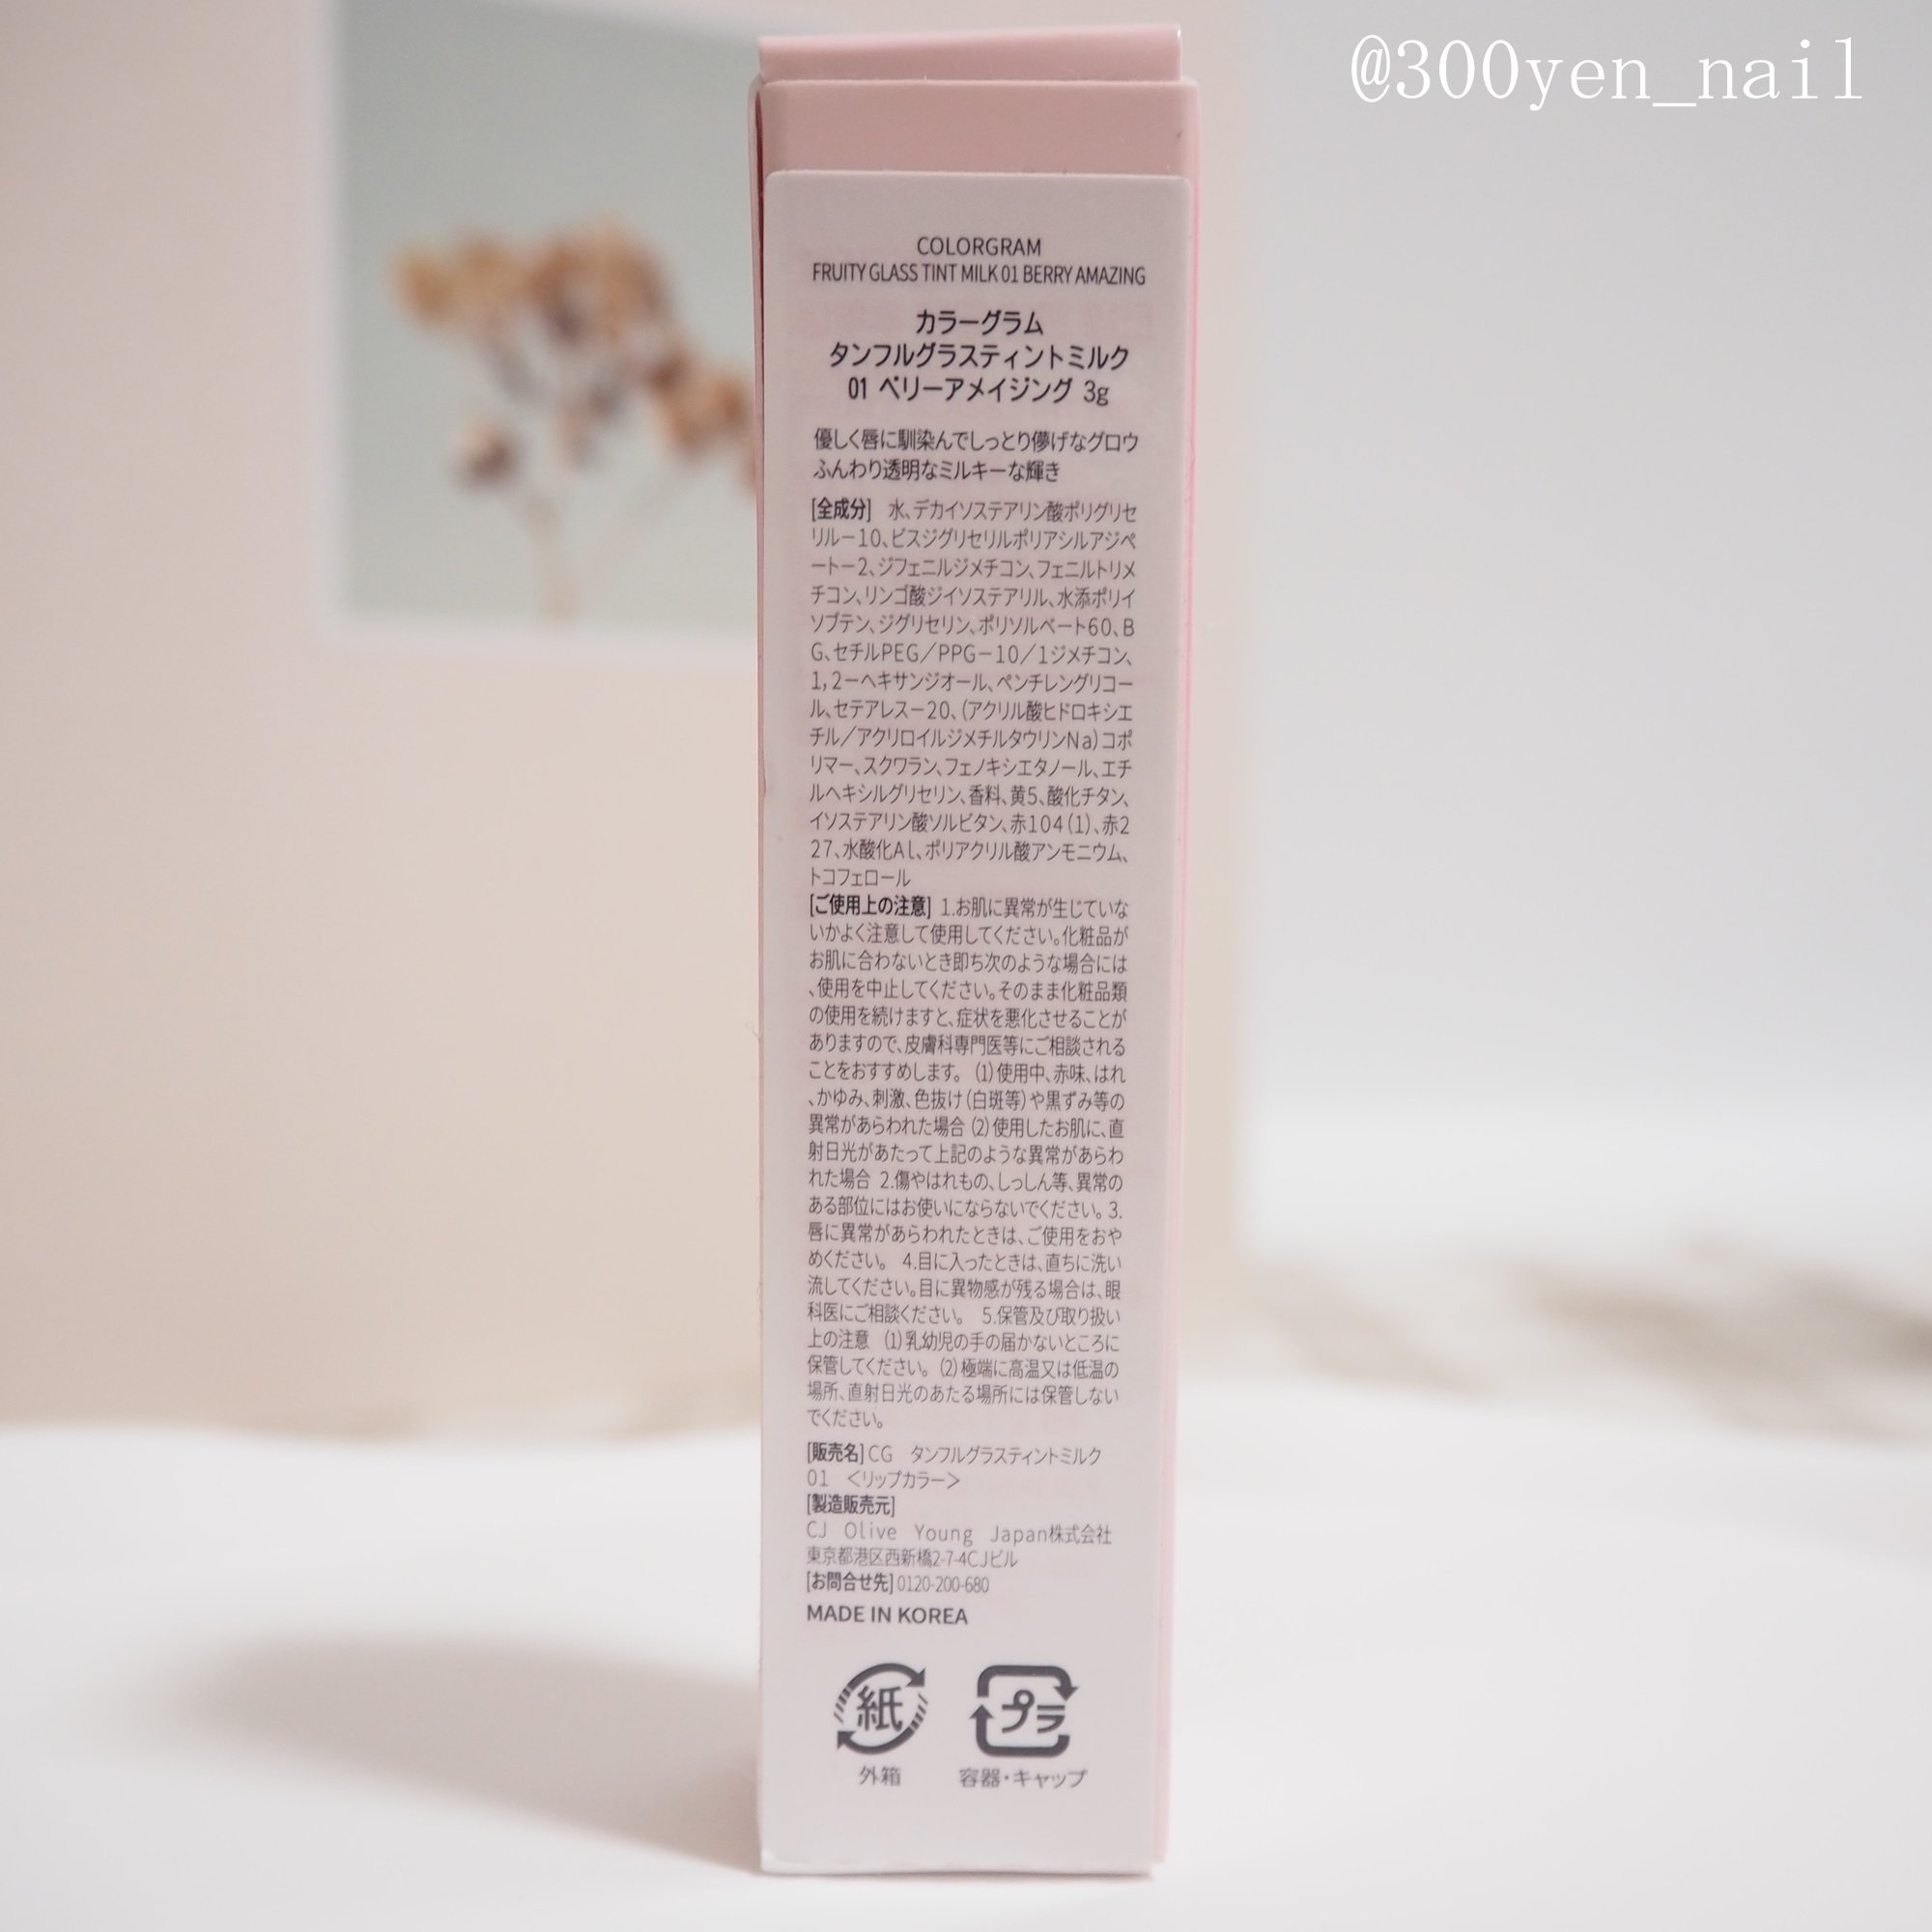 @300yen_nail
COLORGRAM
FRUITY GLASS TINT MILK 01 BERRY AMAZING
カラーグラム
タンフルグラスティントミルク
01 ベリーアメイジング 3g
優しく唇に馴染んでしっとり儚げなグロウ
ふんわり透明なミルキーな輝き
[全成分] 水、デカイソステアリン酸ポリグリセ
リル－10、ビスジグリセリルポリアシルアジペ
ート－2、ジフェニルジメチコン、フェニルトリメ
チコン、リンゴ酸ジイソステアリル、水添ポリイ
ソブテン、ジグリセリン、ポリソルベート60、B
G、セチルPEG／PPG－10／1ジメチコン、
1,2－ヘキサンジオール、ペンチレングリコー
ル、セテアレス－20、(アクリル酸ヒドロキシエ
チル／アクリロイルジメチルタウリンNa)コポ
リマー、スクワラン、フェノキシエタノール、エチ
ルヘキシルグリセリン、香料、黄5、酸化チタン、
イソステアリン酸ソルビタン、赤104(1)、赤2
27、水酸化Al、ポリアクリル酸アンモニウム、
トコフェロール
[ご使用上の注意] 1.お肌に異常が生じていな
いかよく注意して使用してください。化粧品が
お肌に合わないとき即ち次のような場合には
、使用を中止してください。そのまま化粧品類
の使用を続けますと、症状を悪化させることが
ありますので、皮膚科専門医等にご相談される
ことをおすすめします。 (1)使用中、赤味、はれ
、かゆみ、刺激、色抜け(白斑等)や黒ずみ等の
異常があらわれた場合 (2)使用したお肌に、直
射日光があたって上記のような異常があらわ
れた場合 2.傷やはれもの、しっしん等、異常の
ある部位にはお使いにならないでください。 3.
唇に異常があらわれたときは、ご使用をおや
めください。 4.目に入ったときは、直ちに洗い
流してください。目に異物感が残る場合は、眼
科医にご相談ください。 5.保管及び取り扱い
上の注意 (1)乳幼児の手の届かないところに
保管してください。 (2)極端に高温又は低温の
場所、直射日光のあたる場所には保管しない
でください。
[販売名] CG タンフルグラスティントミルク
01 ＜リップカラー＞
[製造販売元]
CJ Olive Young Japan株式会社
東京都港区西新橋2-7-4CJビル
[お問合せ先] 0120-200-680
MADE IN KOREA
紙 プラ
外箱 容器・キャップ